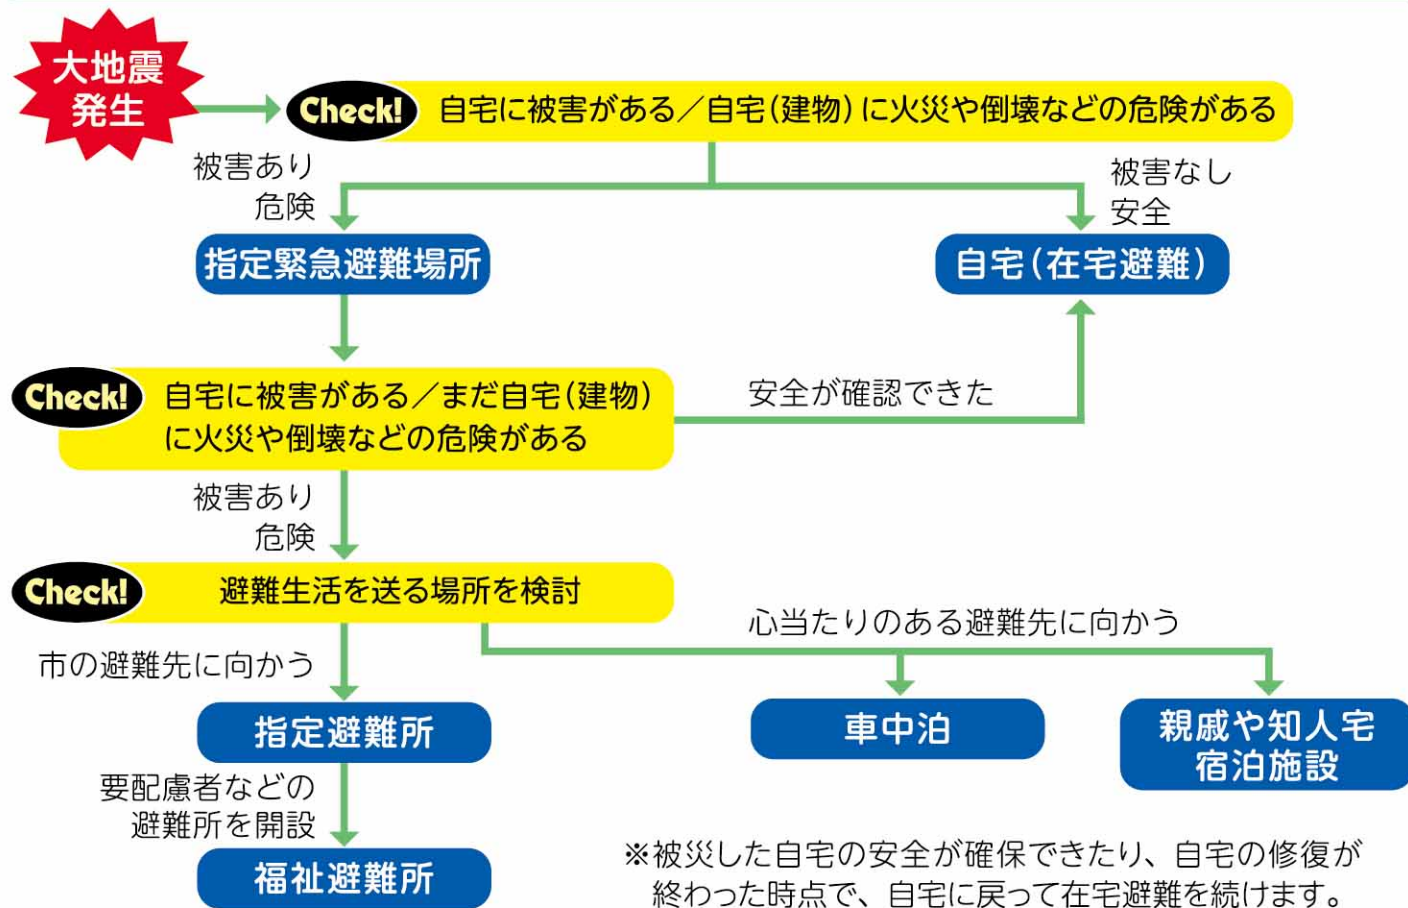 大地震
発生
Check!
自宅に被害がある／自宅（建物）に火災や倒壊などの危険がある
被害あり
危険
被害なし
安全
指定緊急避難場所
自宅（在宅避難）
Check!
自宅に被害がある／まだ自宅（建物）
に火災や倒壊などの危険がある
安全が確認できた
被害あり
危険
Check!
避難生活を送る場所を検討
市の避難先に向かう
心当たりのある避難先に向かう
指定避難所
車中泊
親戚や知人宅
宿泊施設
要配慮者などの
避難所を開設
福祉避難所
※被災した自宅の安全が確保できたり、自宅の修復が
終わった時点で、自宅に戻って在宅避難を続けます。